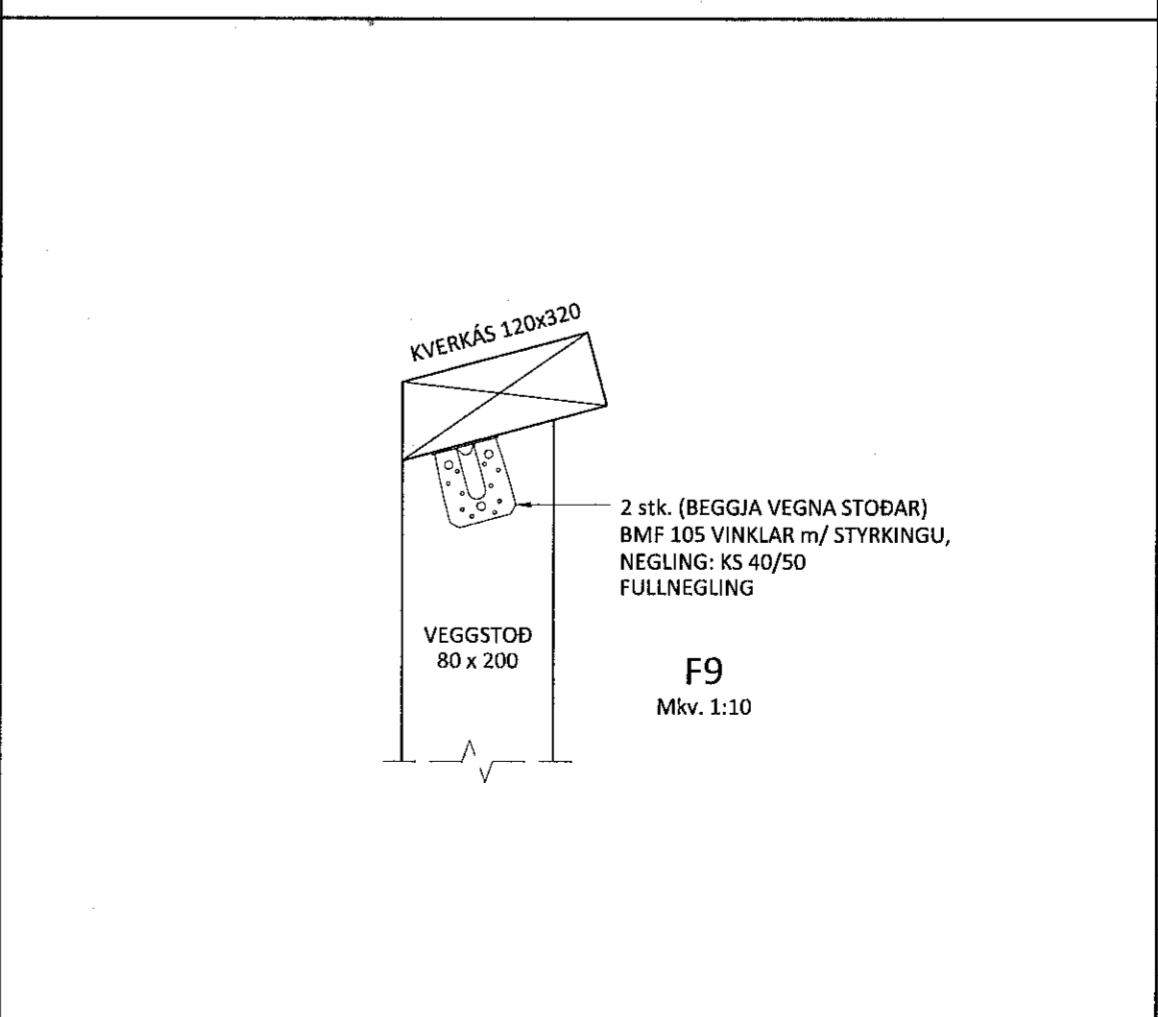 KVERKÁS 120x320
2 stk. (BEGGJA VEGNA STOÐAR)
BMF 105 VINKLAR m/ STYRKINGU,
NEGLING: KS 40/50
FULLNEGLING
VEGGSTOÐ
80 x 200
F9
Mkv. 1:10